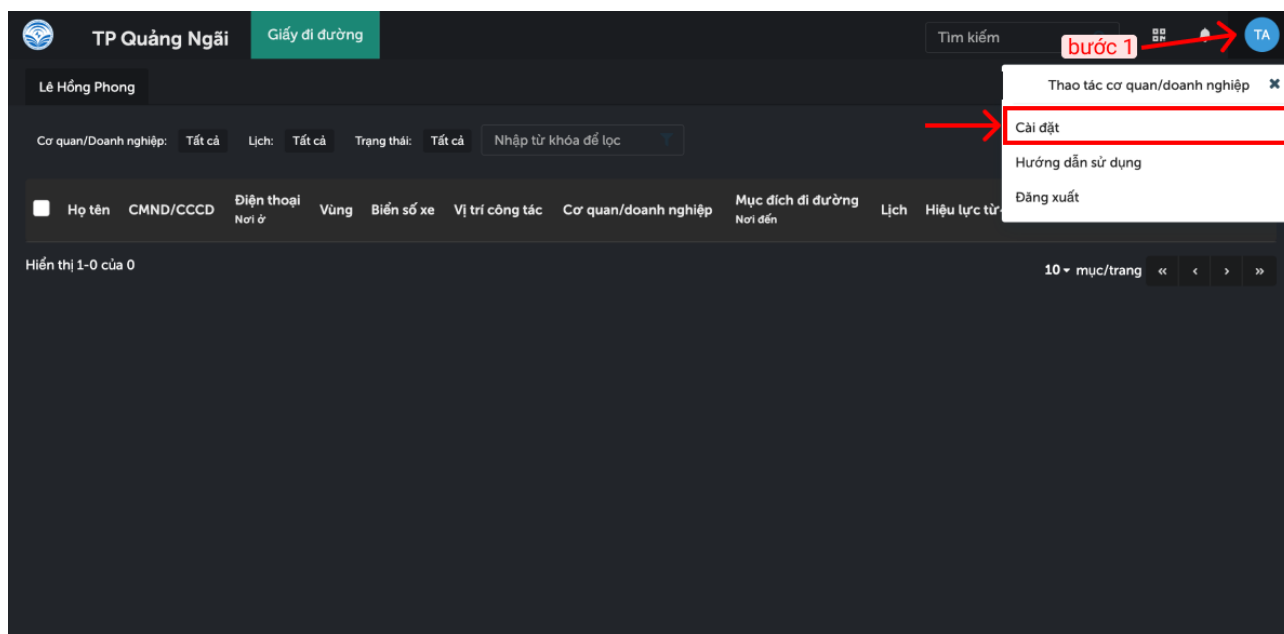 TP Quảng Ngãi Giấy đi đường Tìm kiếm bước 1 TA
Lê Hồng Phong Thao tác cơ quan/doanh nghiệp
Cài đặt
Cơ quan/Doanh nghiệp: Tất cả Lịch: Tất cả Trạng thái: Tất cả Nhập từ khóa để lọc
Hướng dẫn sử dụng
Đăng xuất
Họ tên CMND/CCCD Điện thoại Vùng Biển số xe Vị trí công tác Cơ quan/doanh nghiệp Mục đích đi đường Lịch Hiệu lực từ
Nơi ở Nơi đến
Hiển thị 1-0 của 0
10 mục/trang « ‹ › »